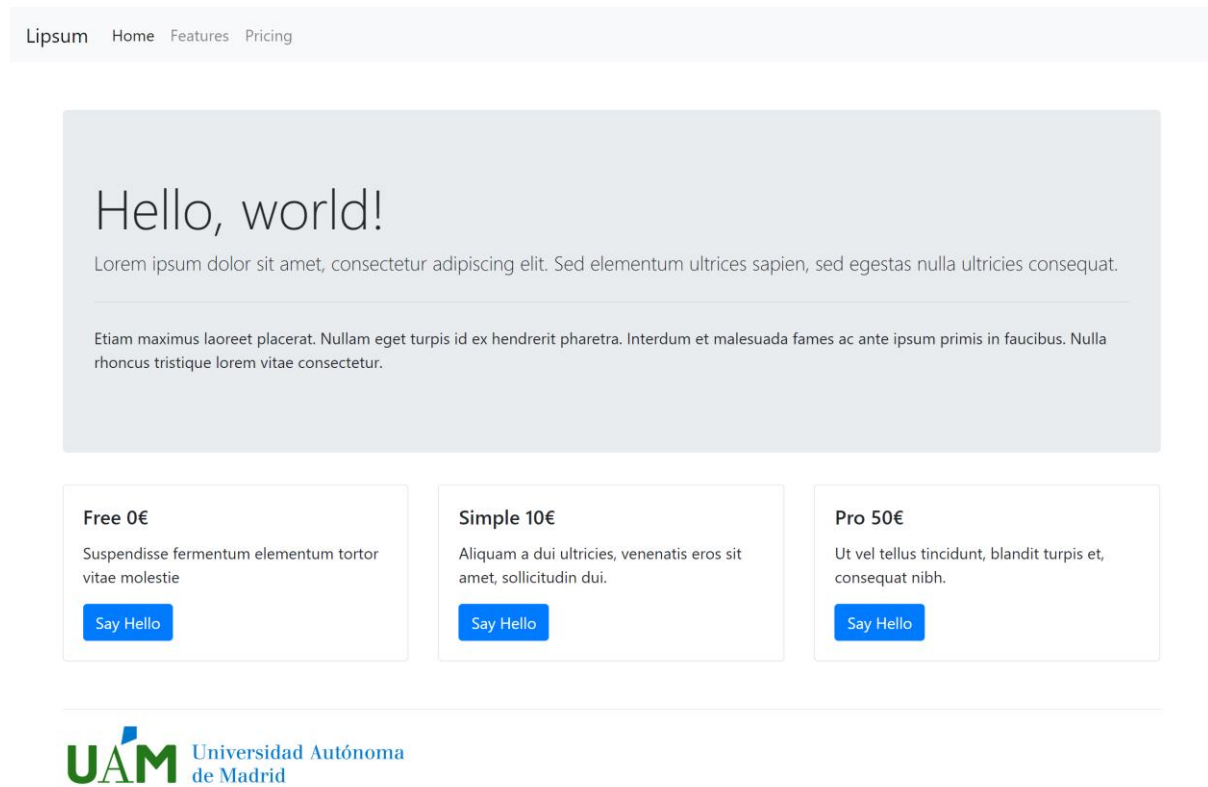 Lipsum Home Features Pricing
Hello, world!
Lorem ipsum dolor sit amet, consectetur adipiscing elit. Sed elementum ultrices sapien, sed egestas nulla ultricies consequat.
Etiam maximus laoreet placerat. Nullam eget turpis id ex hendrerit pharetra. Interdum et malesuada fames ac ante ipsum primis in faucibus. Nulla
rhoncus tristique lorem vitae consectetur.
Free 0€
Suspendisse fermentum elementum tortor
vitae molestie
Say Hello
Simple 10€
Aliquam a dui ultricies, venenatis eros sit
amet, sollicitudin dui.
Say Hello
Pro 50€
Ut vel tellus tincidunt, blandit turpis et,
consequat nibh.
Say Hello
UAM Universidad Autónoma
de Madrid